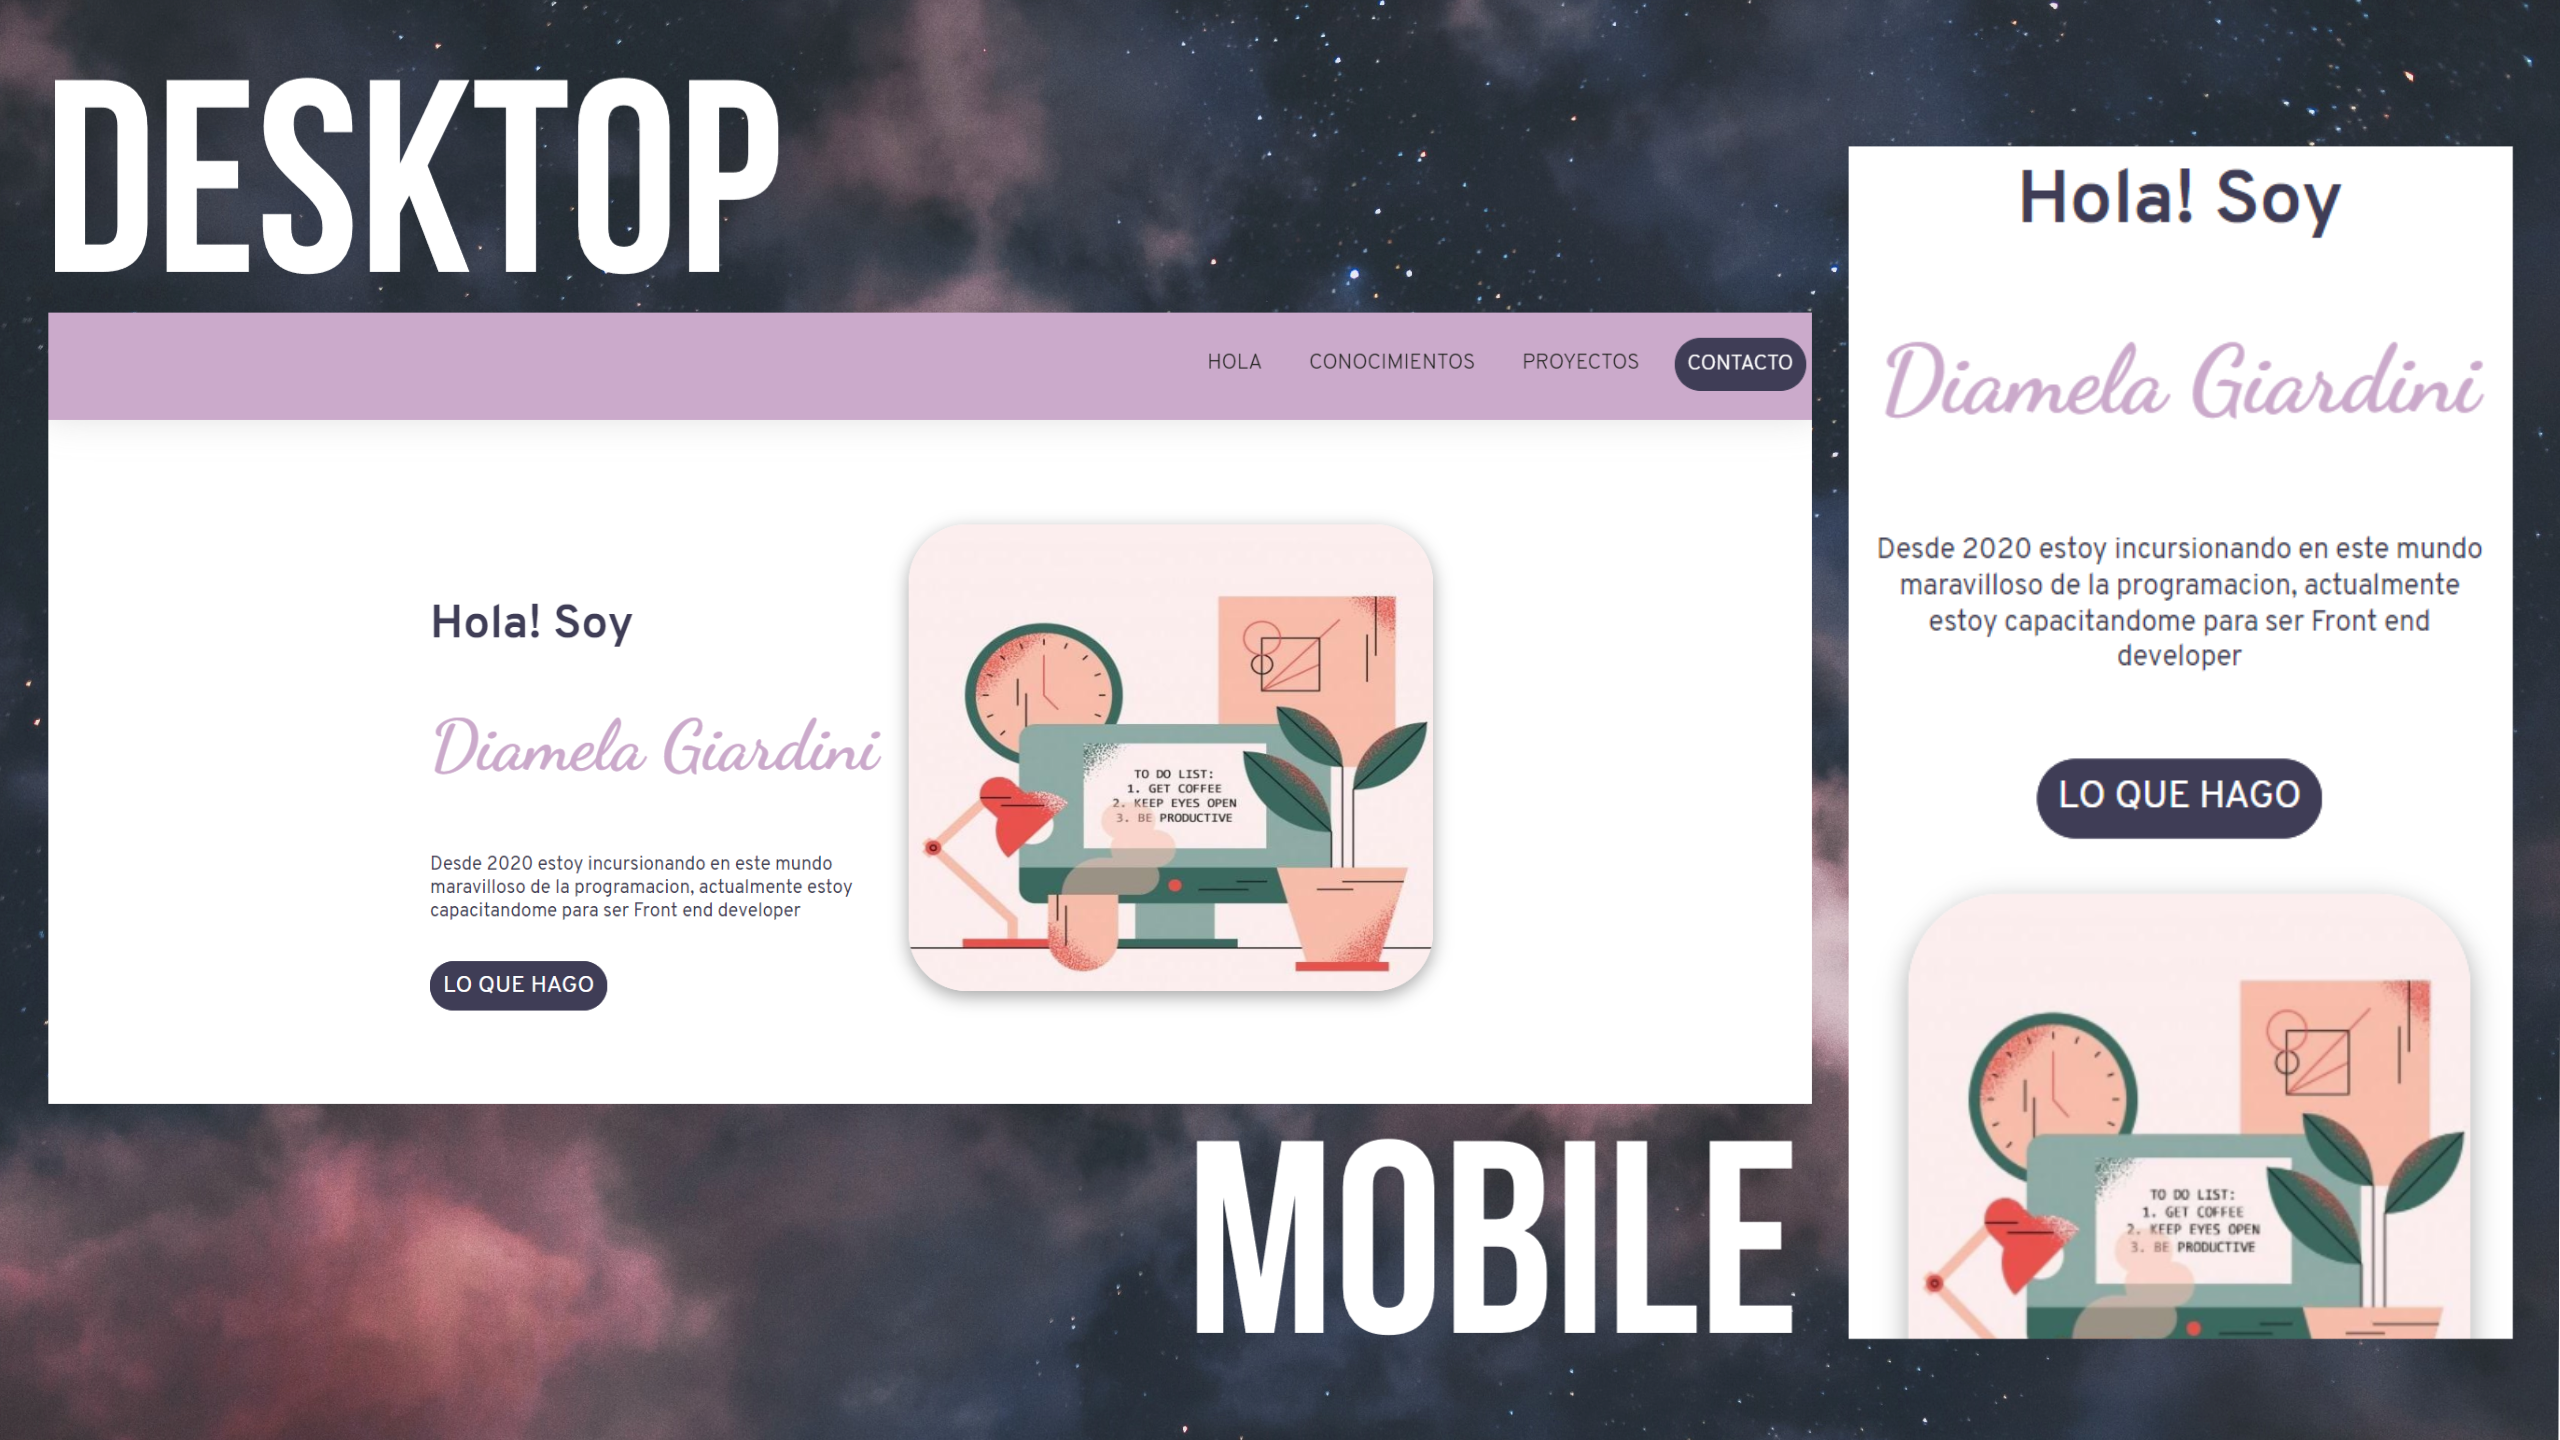 DESKTOP
HOLA CONOCIMIENTOS PROYECTOS CONTACTO
Hola! Soy
Diamela Giardini
Desde 2020 estoy incursionando en este mundo
maravilloso de la programacion, actualmente estoy
capacitandome para ser Front end developer
LO QUE HAGO
TO DO LIST:
1. GET COFFEE
2. KEEP EYES OPEN
3. BE PRODUCTIVE
MOBILE
Hola! Soy
Diamela Giardini
Desde 2020 estoy incursionando en este mundo
maravilloso de la programacion, actualmente
estoy capacitandome para ser Front end
developer
LO QUE HAGO
TO DO LIST:
1. GET COFFEE
2. KEEP EYES OPEN
3. BE PRODUCTIVE